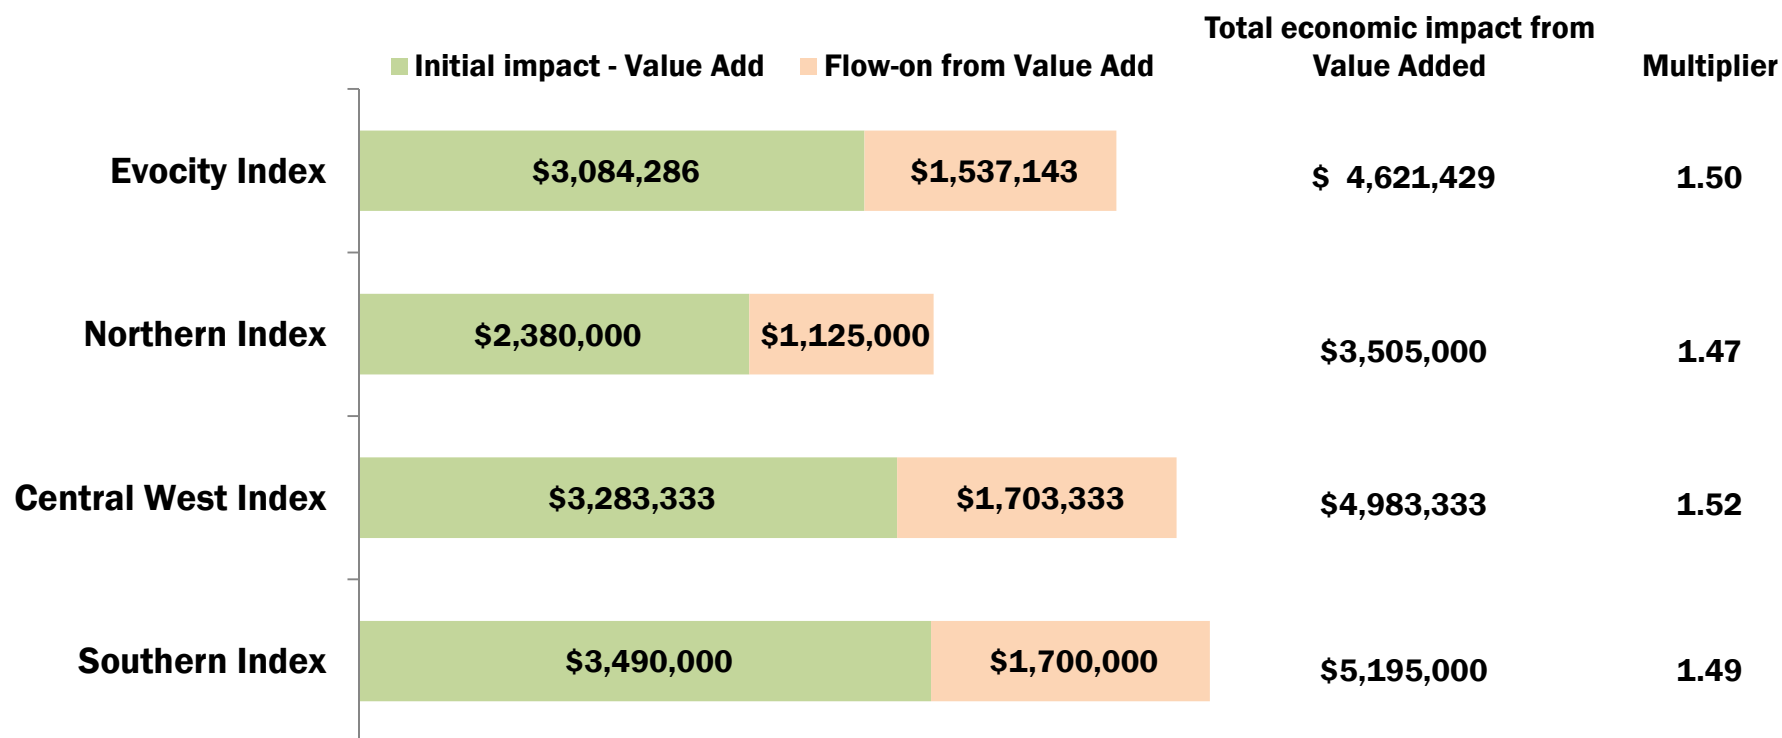 Total economic impact from
Initial impact - Value Add Flow-on from Value Add Value Added Multiplier
Evocity Index $3,084,286 $1,537,143 $ 4,621,429 1.50
Northern Index $2,380,000 $1,125,000 $3,505,000 1.47
Central West Index $3,283,333 $1,703,333 $4,983,333 1.52
Southern Index $3,490,000 $1,700,000 $5,195,000 1.49